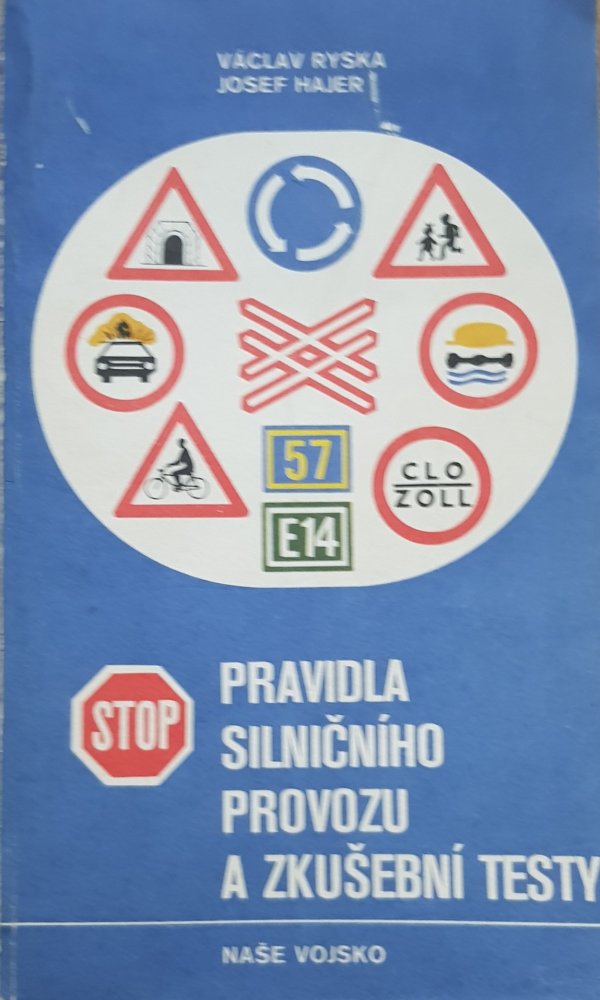 VÁCLAV RYSKA
JOSEF HAJER
57
E14
CLO
ZOLL
STOP
PRAVIDLA
SILNIČNÍHO
PROVOZU
A ZKUŠEBNÍ TESTY
NAŠE VOJSKO